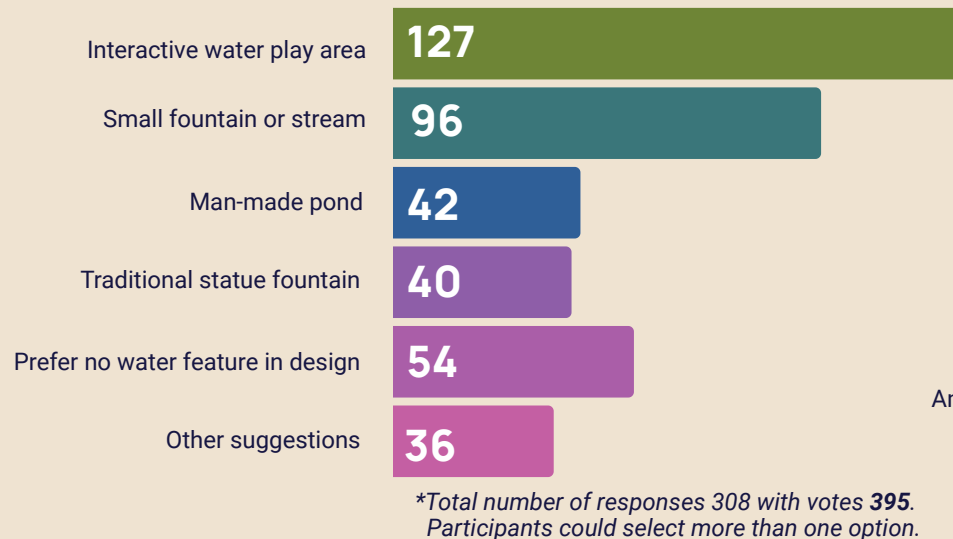 Interactive water play area 127
Small fountain or stream 96
Man-made pond 42
Traditional statue fountain 40
Prefer no water feature in design 54
Other suggestions 36
An
*Total number of responses 308 with votes 395.
Participants could select more than one option.